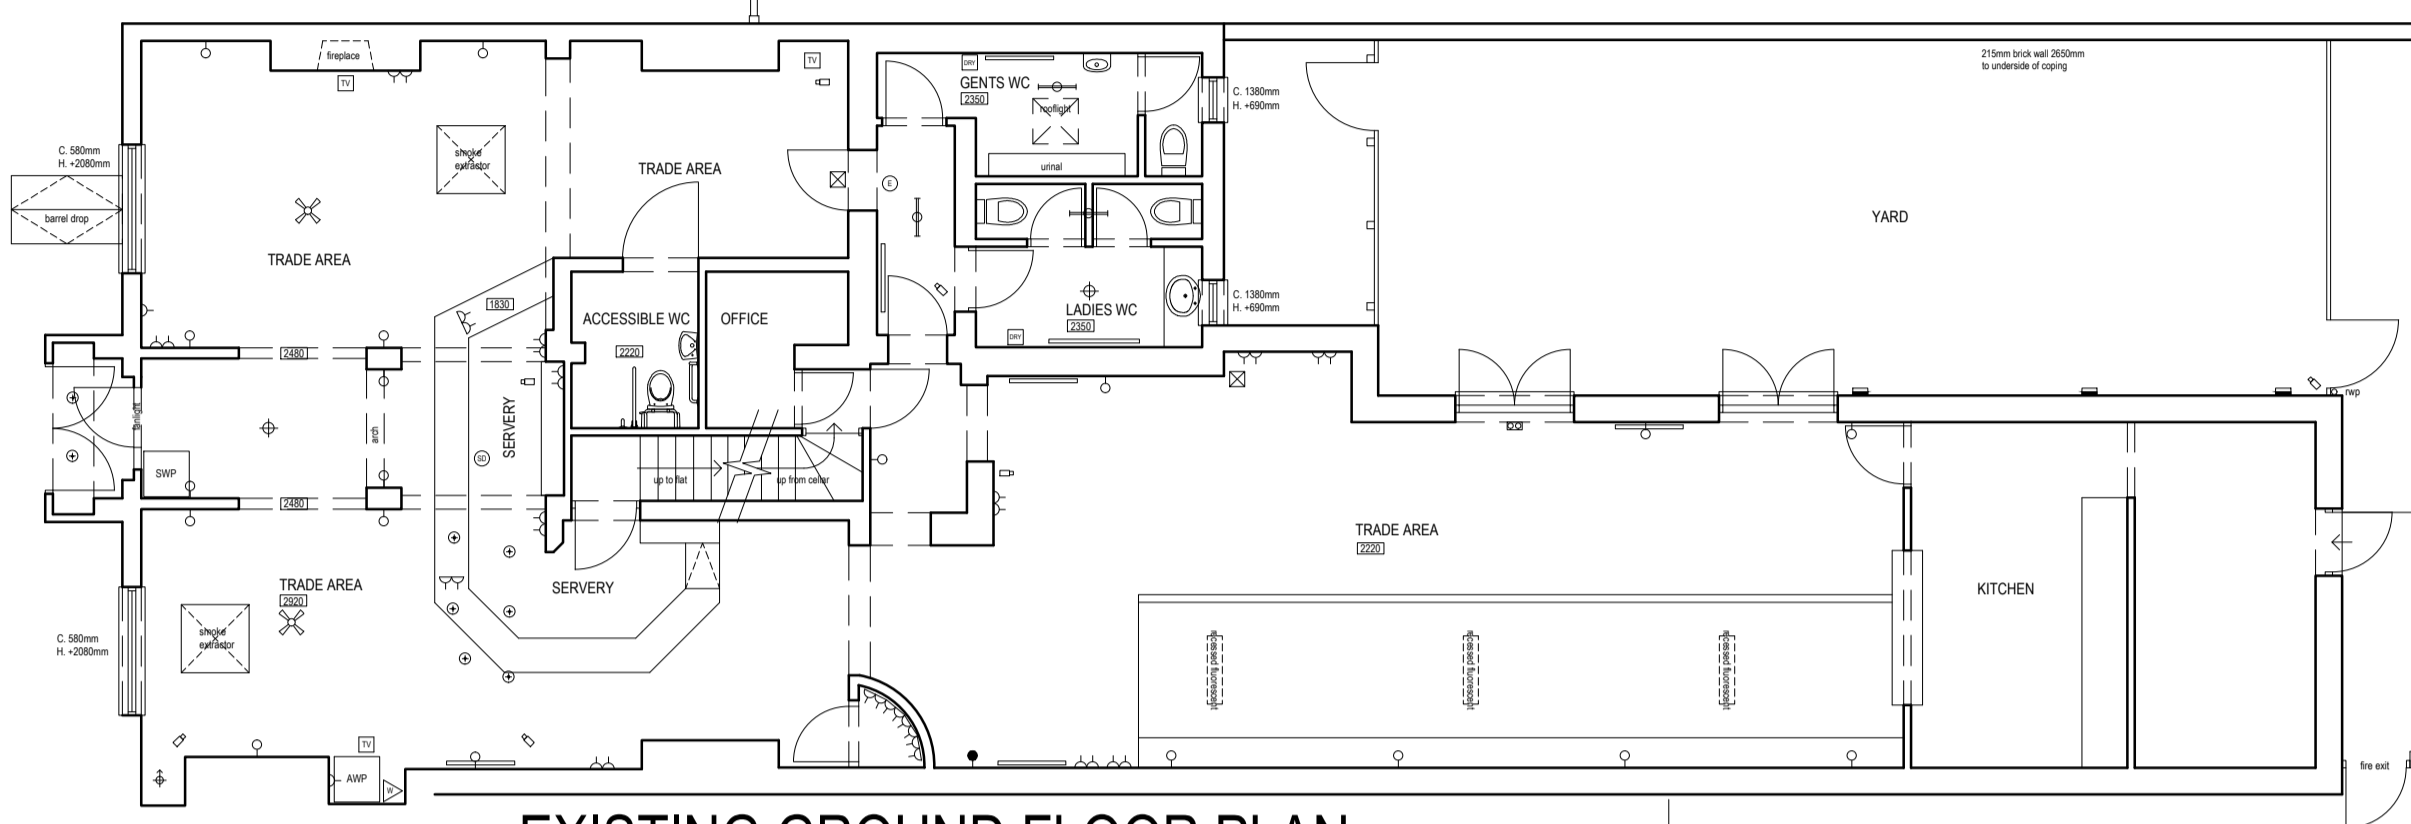 fireplace
TV
TV
DRY
GENTS WC
2350
rooflight
urinal
C. 1380mm
H. +690mm
215mm brick wall 2650mm
to underside of coping
C. 580mm
H. +2080mm
smoke
extractor
TRADE AREA
E
barrel drop
YARD
TRADE AREA
1830
ACCESSIBLE WC
2220
OFFICE
LADIES WC
2350
DRY
C. 1380mm
H. +690mm
2480
fanlight
arch
SERVERY
SD
SWP
2480
up to flat
up from cellar
rwp
TRADE AREA
2220
TRADE AREA
2920
SERVERY
KITCHEN
C. 580mm
H. +2080mm
smoke
extractor
recessed fluorescent
recessed fluorescent
recessed fluorescent
TV
AWP
W
fire exit
EXISTING GROUND FLOOR PLAN